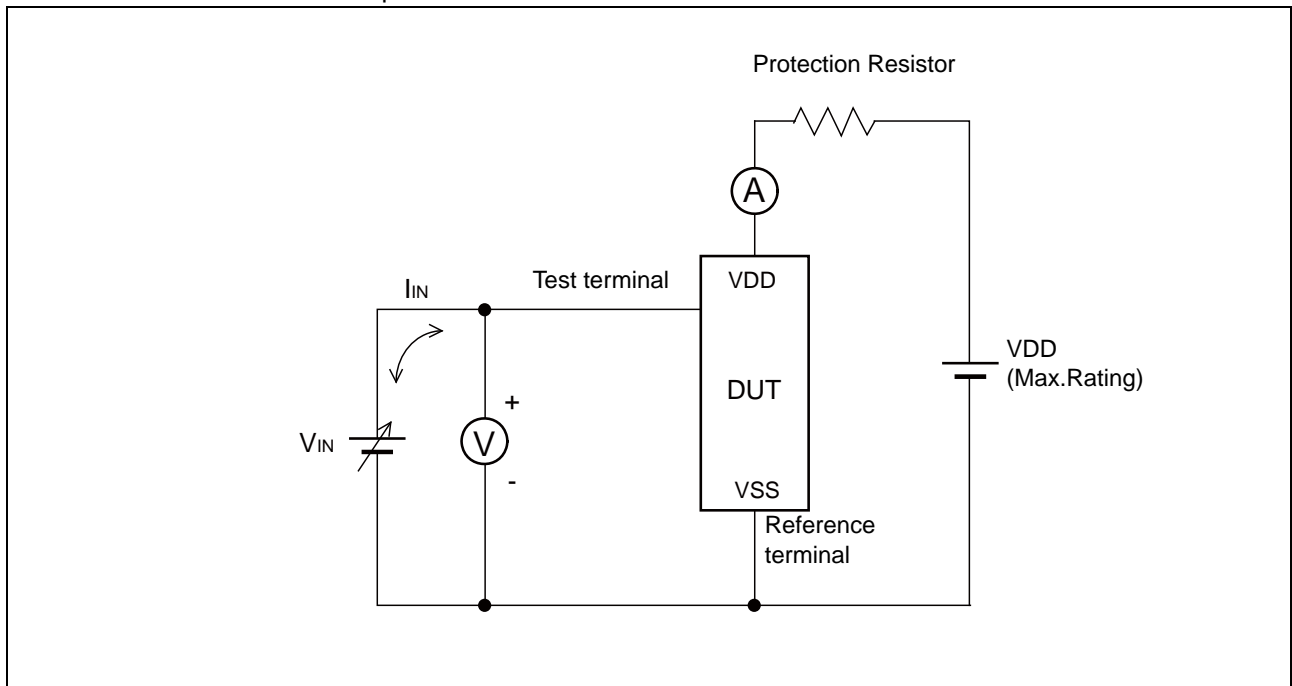 Protection Resistor
A
Test terminal
VDD
IIN
VDD
(Max.Rating)
DUT
+
VIN
V
-
VSS
Reference
terminal